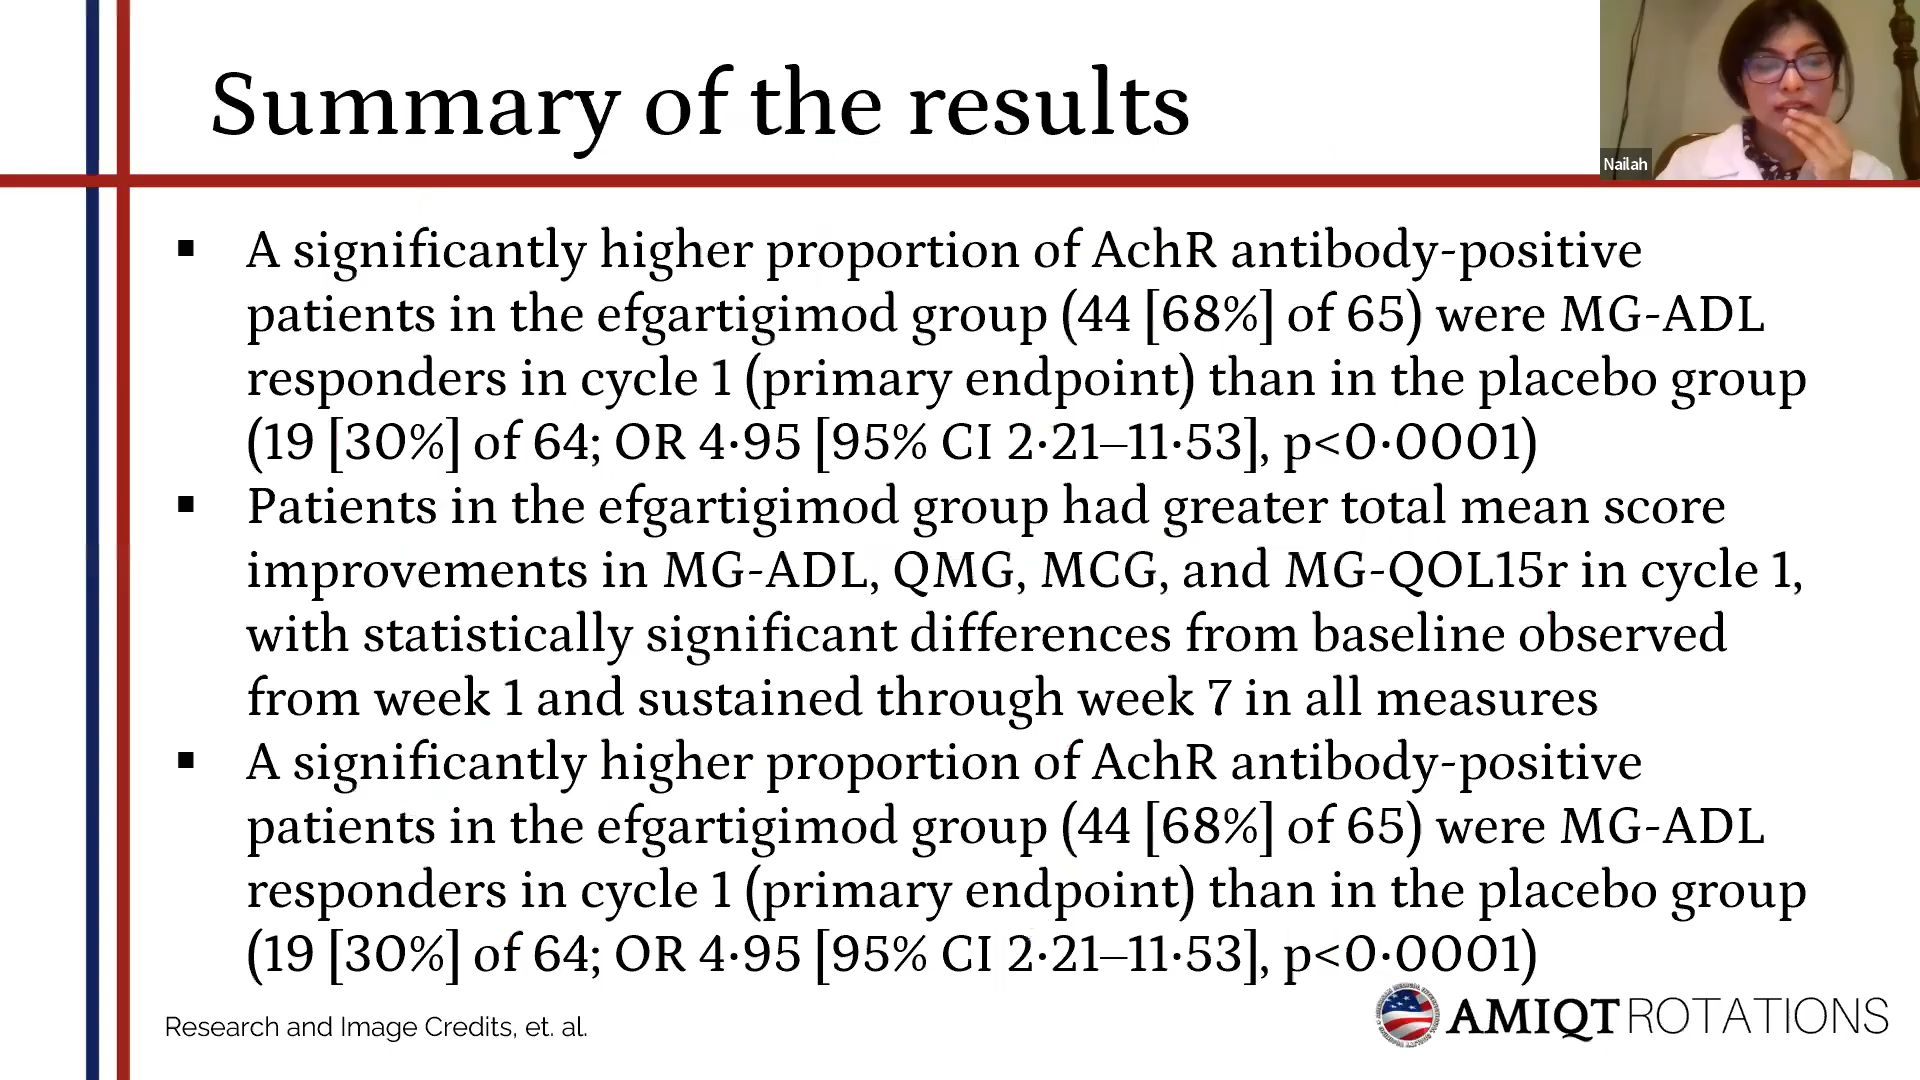 Summary of the results
Nailah
▪ A significantly higher proportion of AchR antibody-positive
patients in the efgartigimod group (44 [68%] of 65) were MG-ADL
responders in cycle 1 (primary endpoint) than in the placebo group
(19 [30%] of 64; OR 4·95 [95% CI 2·21–11·53], p<0·0001)
▪ Patients in the efgartigimod group had greater total mean score
improvements in MG-ADL, QMG, MCG, and MG-QOL15r in cycle 1,
with statistically significant differences from baseline observed
from week 1 and sustained through week 7 in all measures
▪ A significantly higher proportion of AchR antibody-positive
patients in the efgartigimod group (44 [68%] of 65) were MG-ADL
responders in cycle 1 (primary endpoint) than in the placebo group
(19 [30%] of 64; OR 4·95 [95% CI 2·21–11·53], p<0·0001)
Research and Image Credits, et. al.
AMIQT ROTATIONS